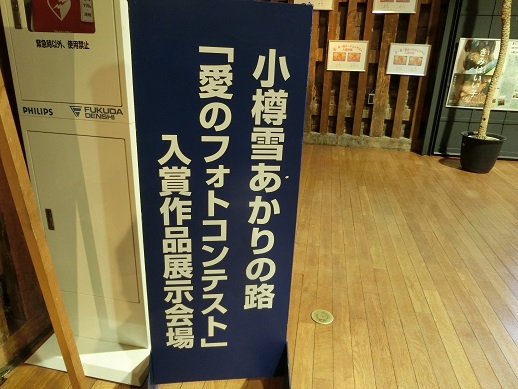 小樽雪あかりの路
「愛のフォトコンテスト」
入賞作品展示会場
緊急時以外、使用禁止
PHILIPS
FUKUDA
DENSHI